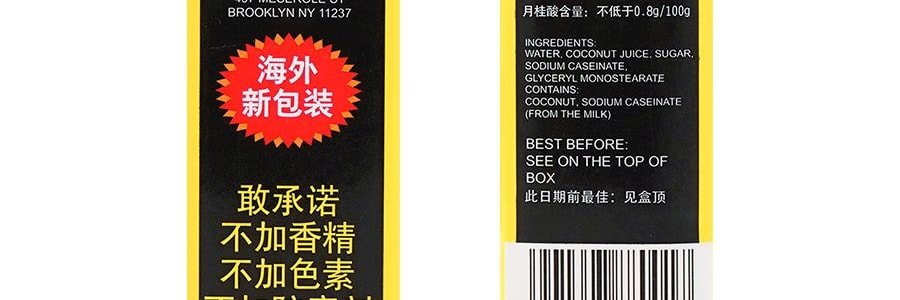 BROOKLYN NY 11237
海外
新包装
敢承诺
不加香精
不加色素
月桂酸含量：不低于0.8g/100g
INGREDIENTS:
WATER, COCONUT JUICE, SUGAR,
SODIUM CASEINATE,
GLYCERYL MONOSTEARATE
CONTAINS:
COCONUT, SODIUM CASEINATE
(FROM THE MILK)
BEST BEFORE:
SEE ON THE TOP OF
BOX
此日期前最佳：见盒顶